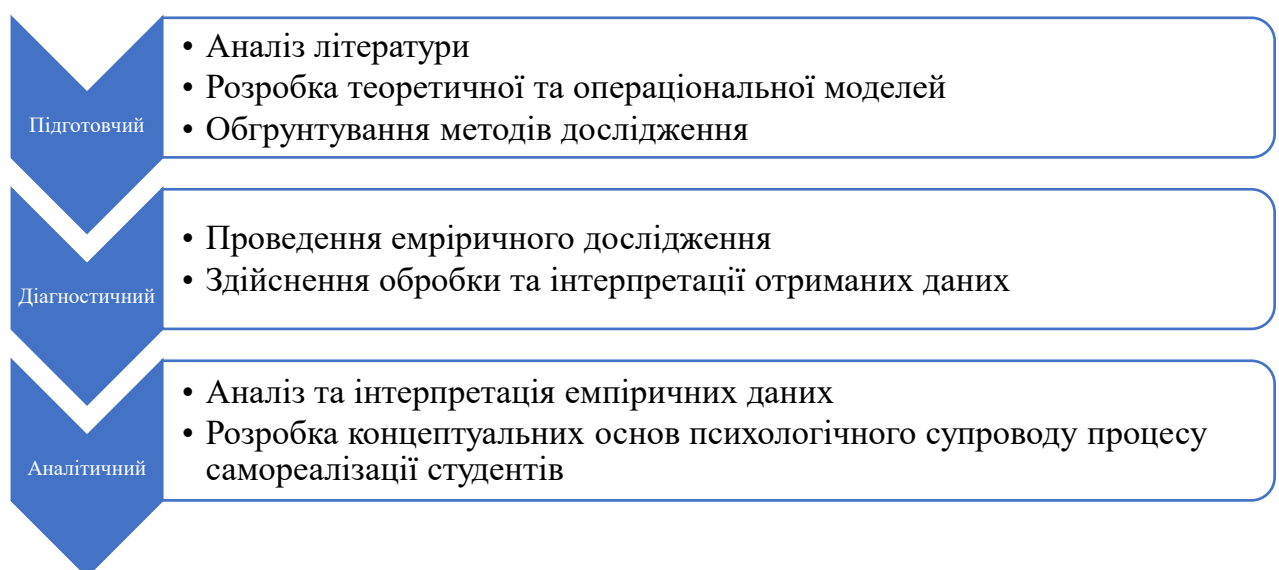 Підготовчий
• Аналіз літератури
• Розробка теоретичної та операціональної моделей
• Обгрунтування методів дослідження
Діагностичний
• Проведення емріричного дослідження
• Здійснення обробки та інтерпретації отриманих даних
Аналітичний
• Аналіз та інтерпретація емпіричних даних
• Розробка концептуальних основ психологічного супроводу процесу
самореалізації студентів